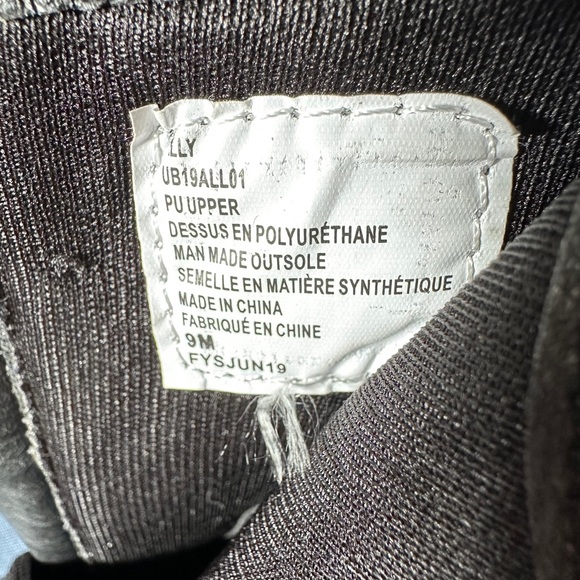 LLY
UB19ALL01
PU UPPER
DESSUS EN POLYURÉTHANE
MAN MADE OUTSOLE
SEMELLE EN MATIÈRE SYNTHÉTIQUE
MADE IN CHINA
FABRIQUÉ EN CHINE
9M
FYSJUN19